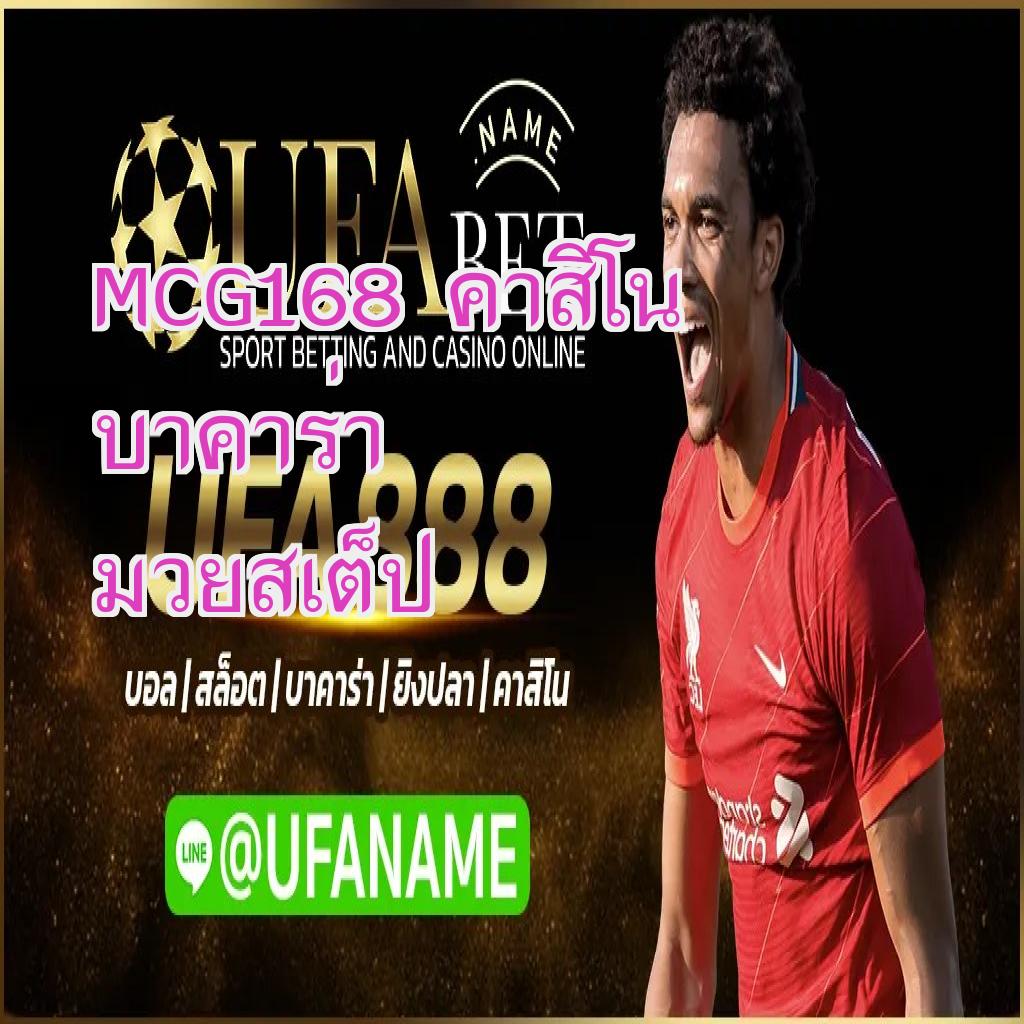 .NAME
UFABET
MCG168 คาสิโน
SPORT BETTING AND CASINO ONLINE
บาคาร่า
UFA888
มวยสเต็ป
บอล | สล็อต | บาคาร่า | ยิงปลา | คาสิโน
LINE @UFANAME